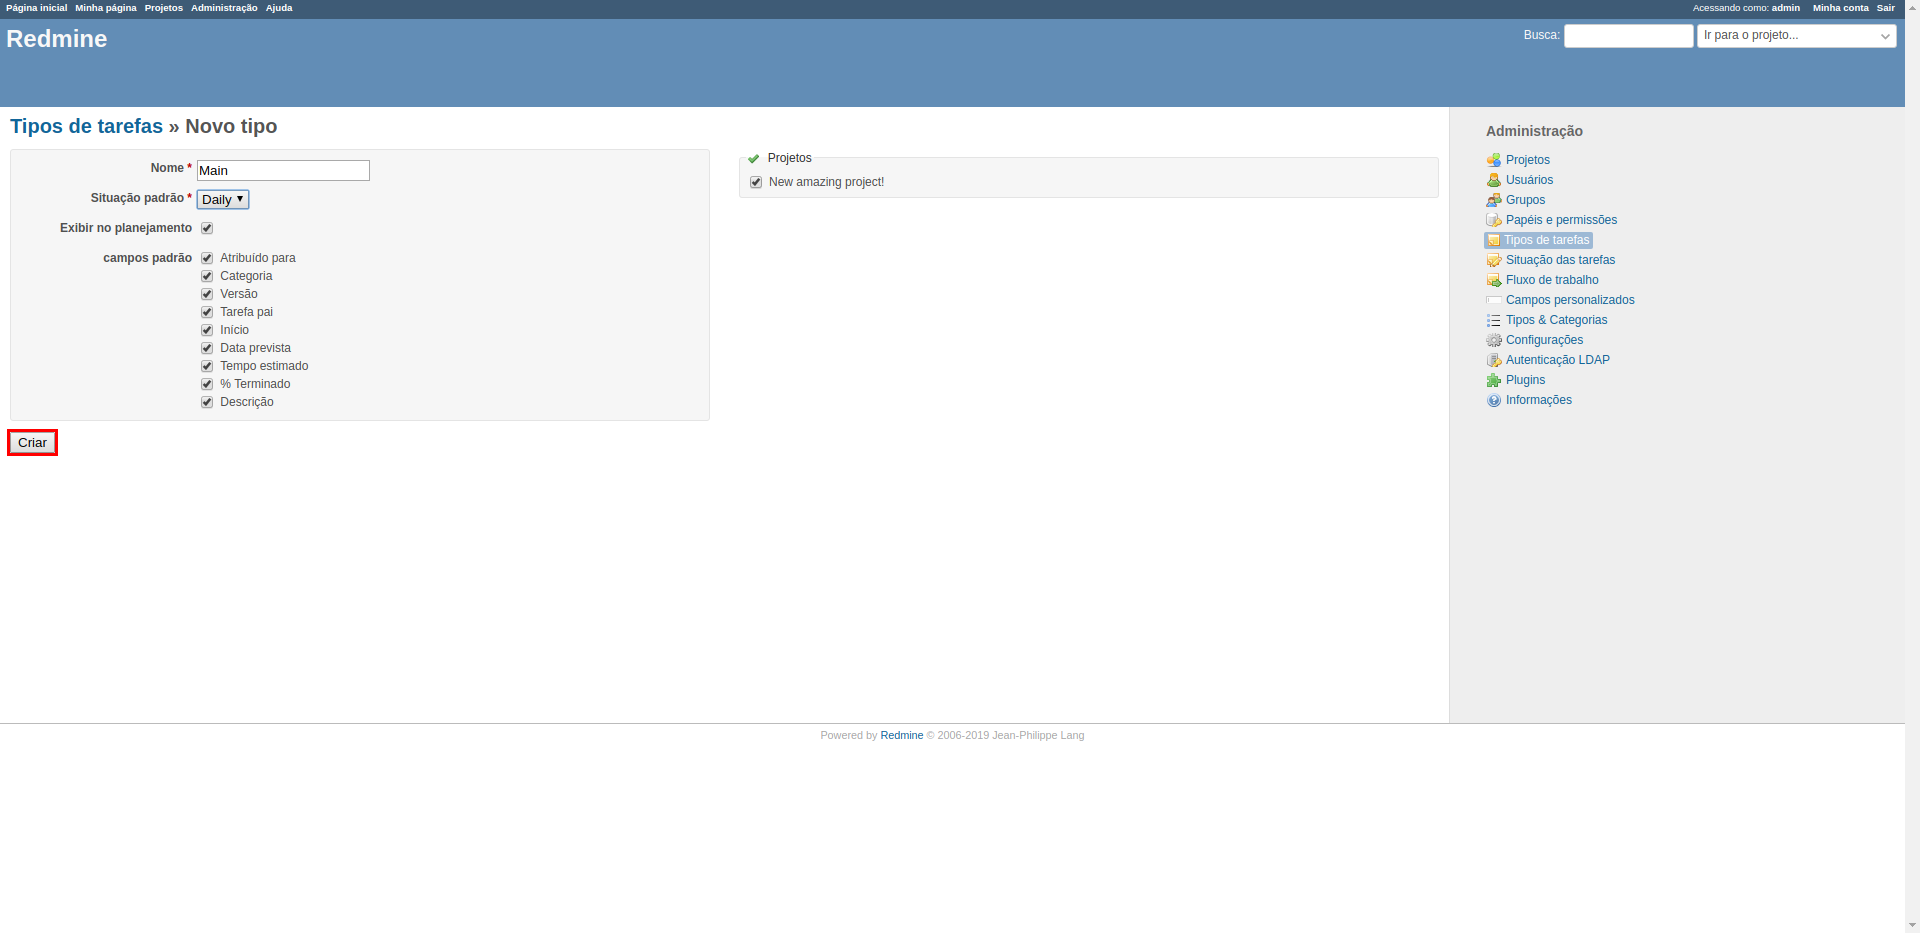 Página inicial Minha página Projetos Administração Ajuda
Acessando como: admin Minha conta Sair
Redmine
Busca: Ir para o projeto...
Tipos de tarefas » Novo tipo
Nome * Main
Situação padrão * Daily
Exibir no planejamento
campos padrão Atribuído para
Categoria
Versão
Tarefa pai
Início
Data prevista
Tempo estimado
% Terminado
Descrição
Criar
Projetos
New amazing project!
Administração
Projetos
Usuários
Grupos
Papéis e permissões
Tipos de tarefas
Situação das tarefas
Fluxo de trabalho
Campos personalizados
Tipos & Categorias
Configurações
Autenticação LDAP
Plugins
Informações
Powered by Redmine © 2006-2019 Jean-Philippe Lang